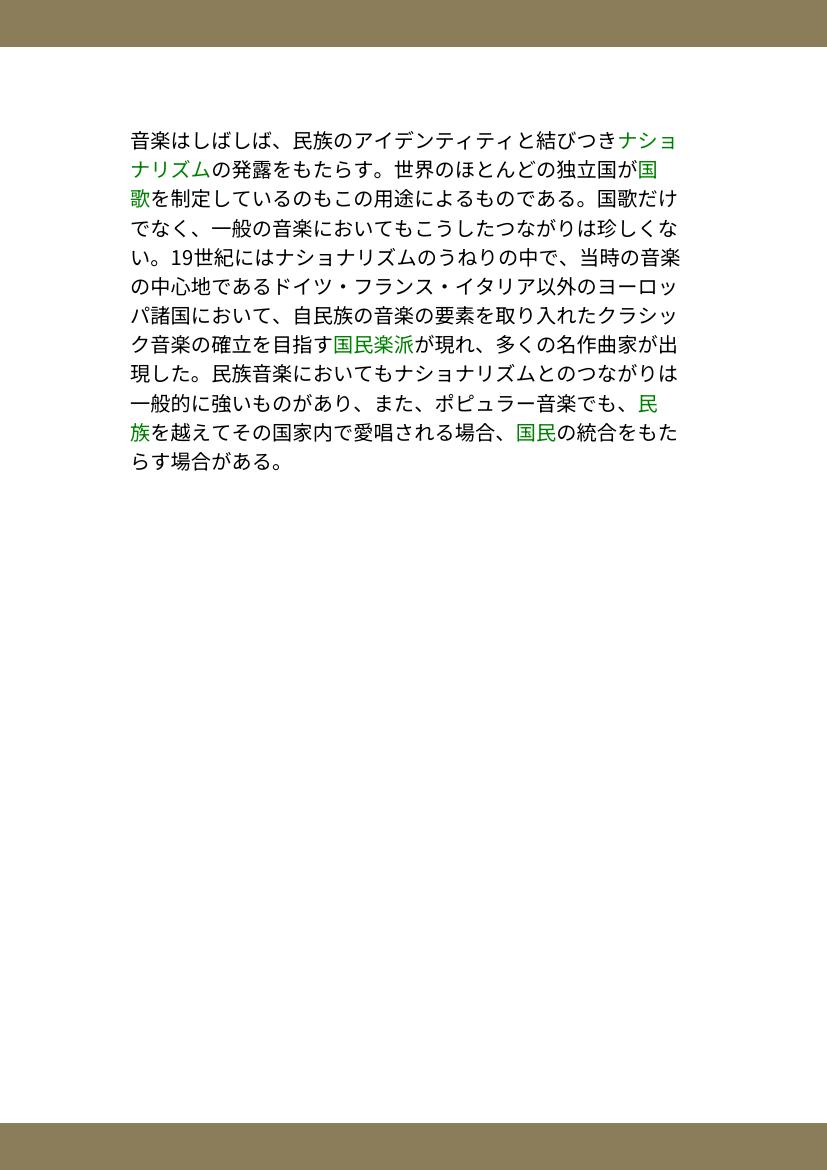 音楽はしばしば、民族のアイデンティティと結びつきナショ
ナリズムの発露をもたらす。世界のほとんどの独立国が国
歌を制定しているのもこの用途によるものである。国歌だけ
でなく、一般の音楽においてもこうしたつながりは珍しくな
い。19世紀にはナショナリズムのうねりの中で、当時の音楽
の中心地であるドイツ・フランス・イタリア以外のヨーロッ
パ諸国において、自民族の音楽の要素を取り入れたクラシッ
ク音楽の確立を目指す国民楽派が現れ、多くの名作曲家が出
現した。民族音楽においてもナショナリズムとのつながりは
一般的に強いものがあり、また、ポピュラー音楽でも、民
族を越えてその国家内で愛唱される場合、国民の統合をもた
らす場合がある。